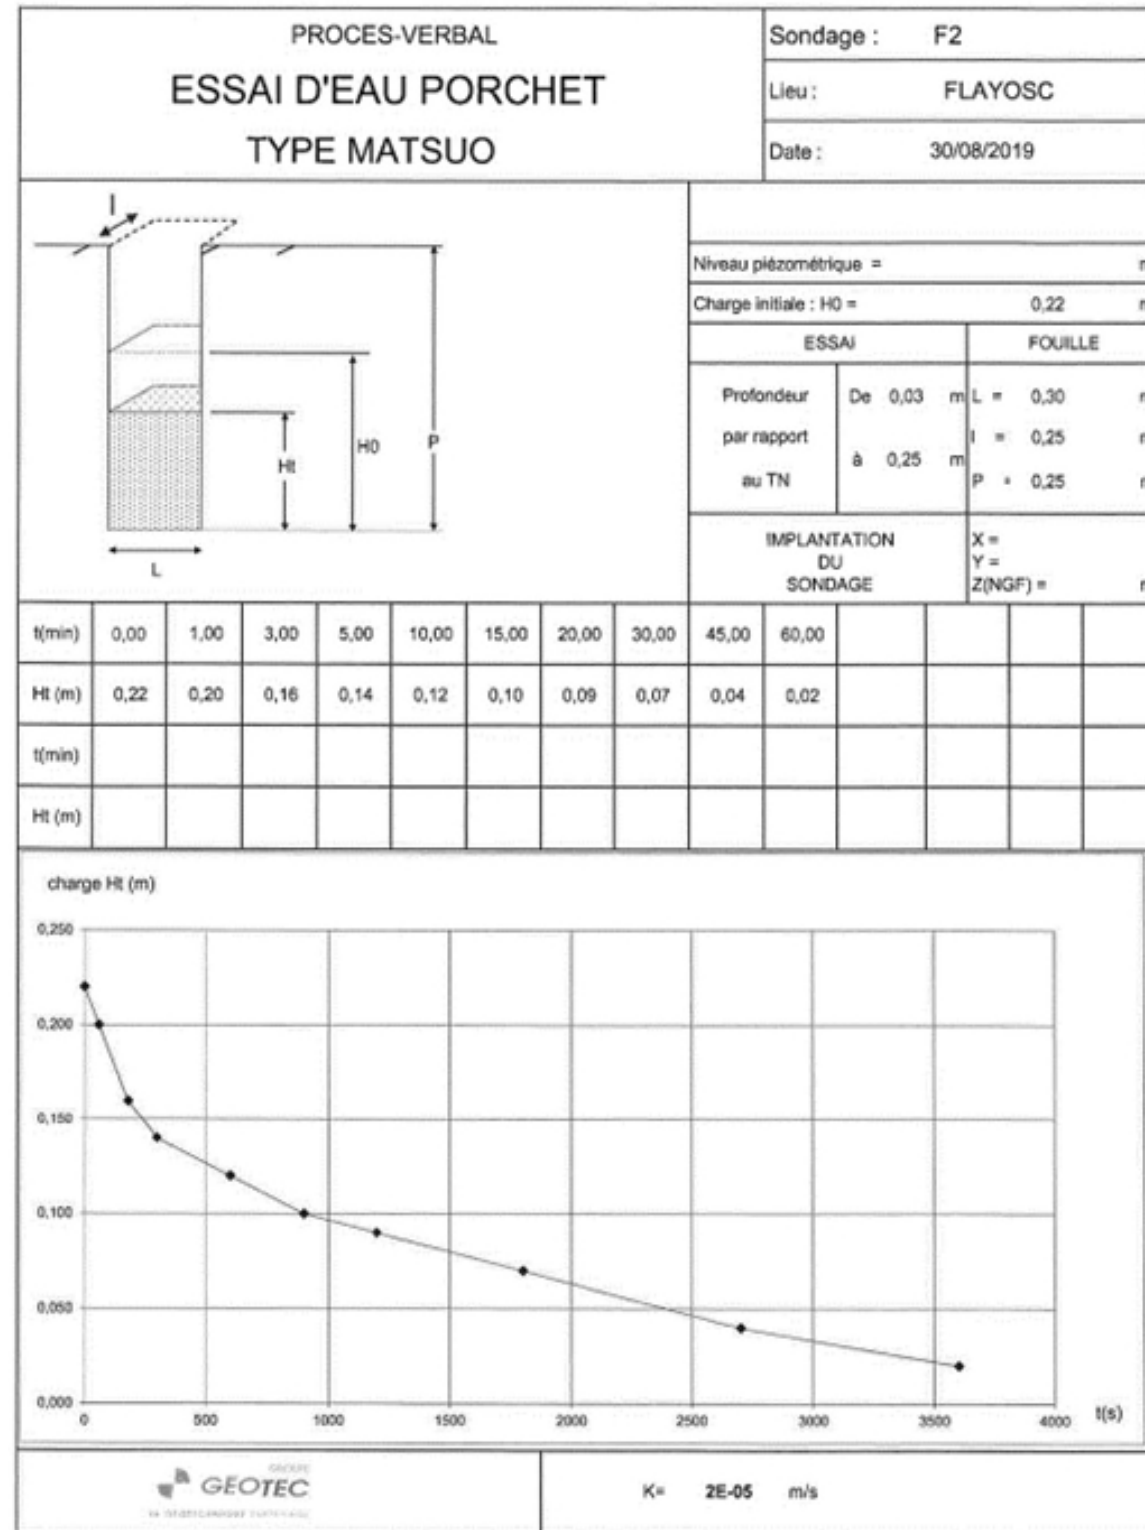 PROCES-VERBAL
ESSAI D'EAU PORCHET
TYPE MATSUO
Sondage : F2
Lieu : FLAYOSC
Date : 30/08/2019
l
H0
P
Ht
L
Niveau piézométrique =
Charge initiale : H0 = 0,22
ESSAI FOUILLE
Profondeur
par rapport
au TN
De 0,03 m
à 0,25 m
L = 0,30
l = 0,25
P = 0,25
IMPLANTATION
DU
SONDAGE
X =
Y =
Z(NGF) =
t(min) 0,00 1,00 3,00 5,00 10,00 15,00 20,00 30,00 45,00 60,00
Ht (m) 0,22 0,20 0,16 0,14 0,12 0,10 0,09 0,07 0,04 0,02
t(min)
Ht (m)
charge Ht (m)
0,250
0,200
0,150
0,100
0,050
0,000
0 500 1000 1500 2000 2500 3000 3500 4000 t(s)
GROUPE
GEOTEC
K= 2E-05 m/s